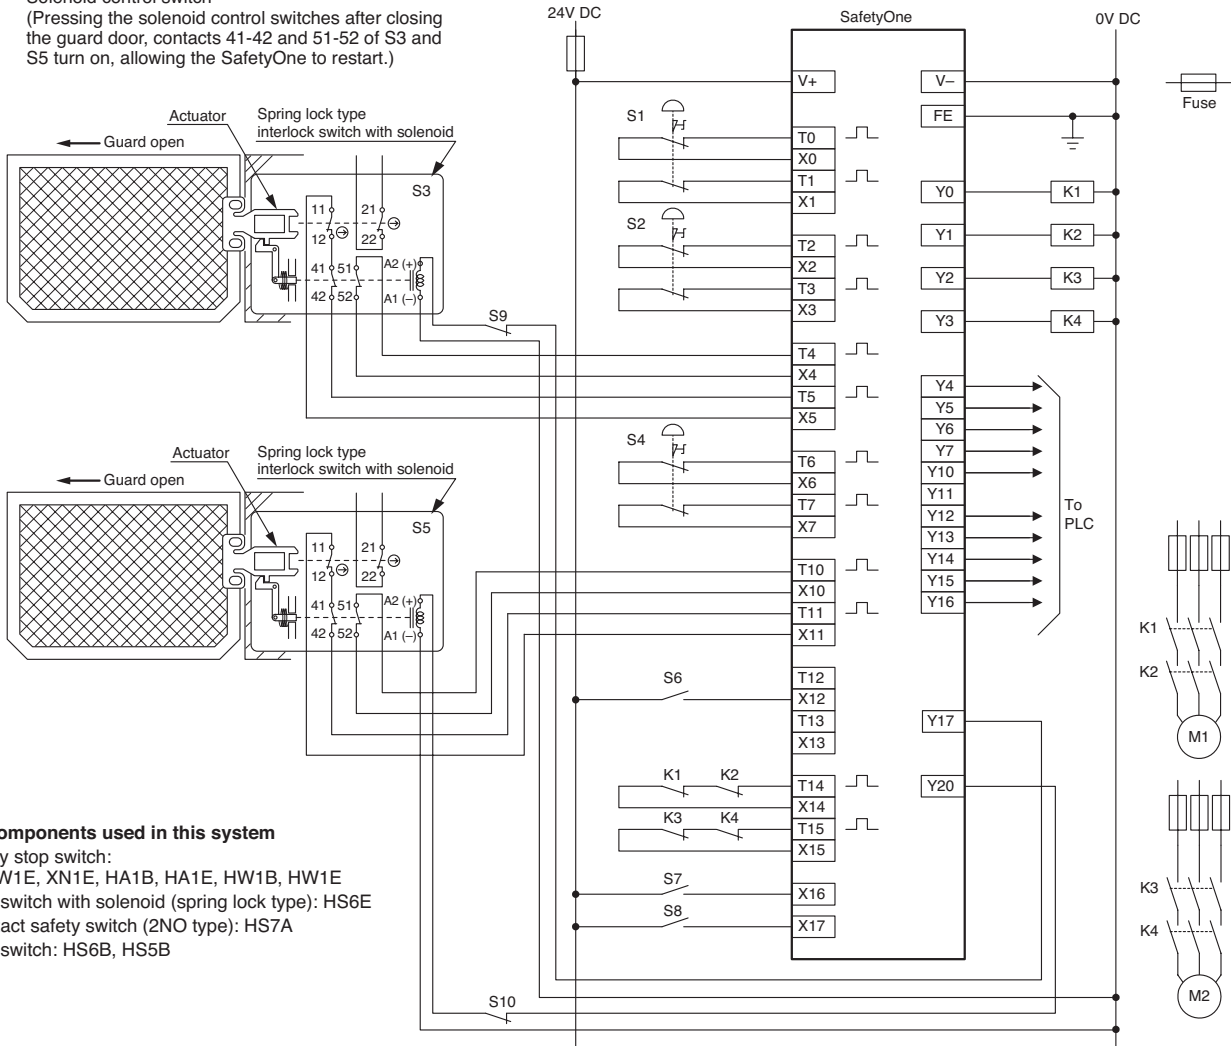 (Pressing the solenoid control switches after closing
the guard door, contacts 41-42 and 51-52 of S3 and
S5 turn on, allowing the SafetyOne to restart.)
24V DC
SafetyOne
0V DC
Fuse
V+
V–
FE
S1
T0
X0
T1
X1
S2
T2
X2
T3
X3
Y0
K1
Y1
K2
Y2
K3
Y3
K4
Actuator
Spring lock type
interlock switch with solenoid
Guard open
S3
11
21
12
22
41
51
A2 (+)
42
52
A1 (–)
S9
T4
X4
T5
X5
Y4
Y5
Y6
Y7
Y10
Y11
Y12
Y13
Y14
Y15
Y16
To
PLC
S4
T6
X6
T7
X7
Actuator
Spring lock type
interlock switch with solenoid
Guard open
S5
11
21
12
22
41
51
A2 (+)
42
52
A1 (–)
T10
X10
T11
X11
S6
T12
X12
T13
X13
Y17
K1
K2
T14
X14
Y20
K3
K4
T15
X15
S7
X16
S8
X17
S10
K1
K2
M1
K3
K4
M2
omponents used in this system
y stop switch:
W1E, XN1E, HA1B, HA1E, HW1B, HW1E
switch with solenoid (spring lock type): HS6E
act safety switch (2NO type): HS7A
switch: HS6B, HS5B